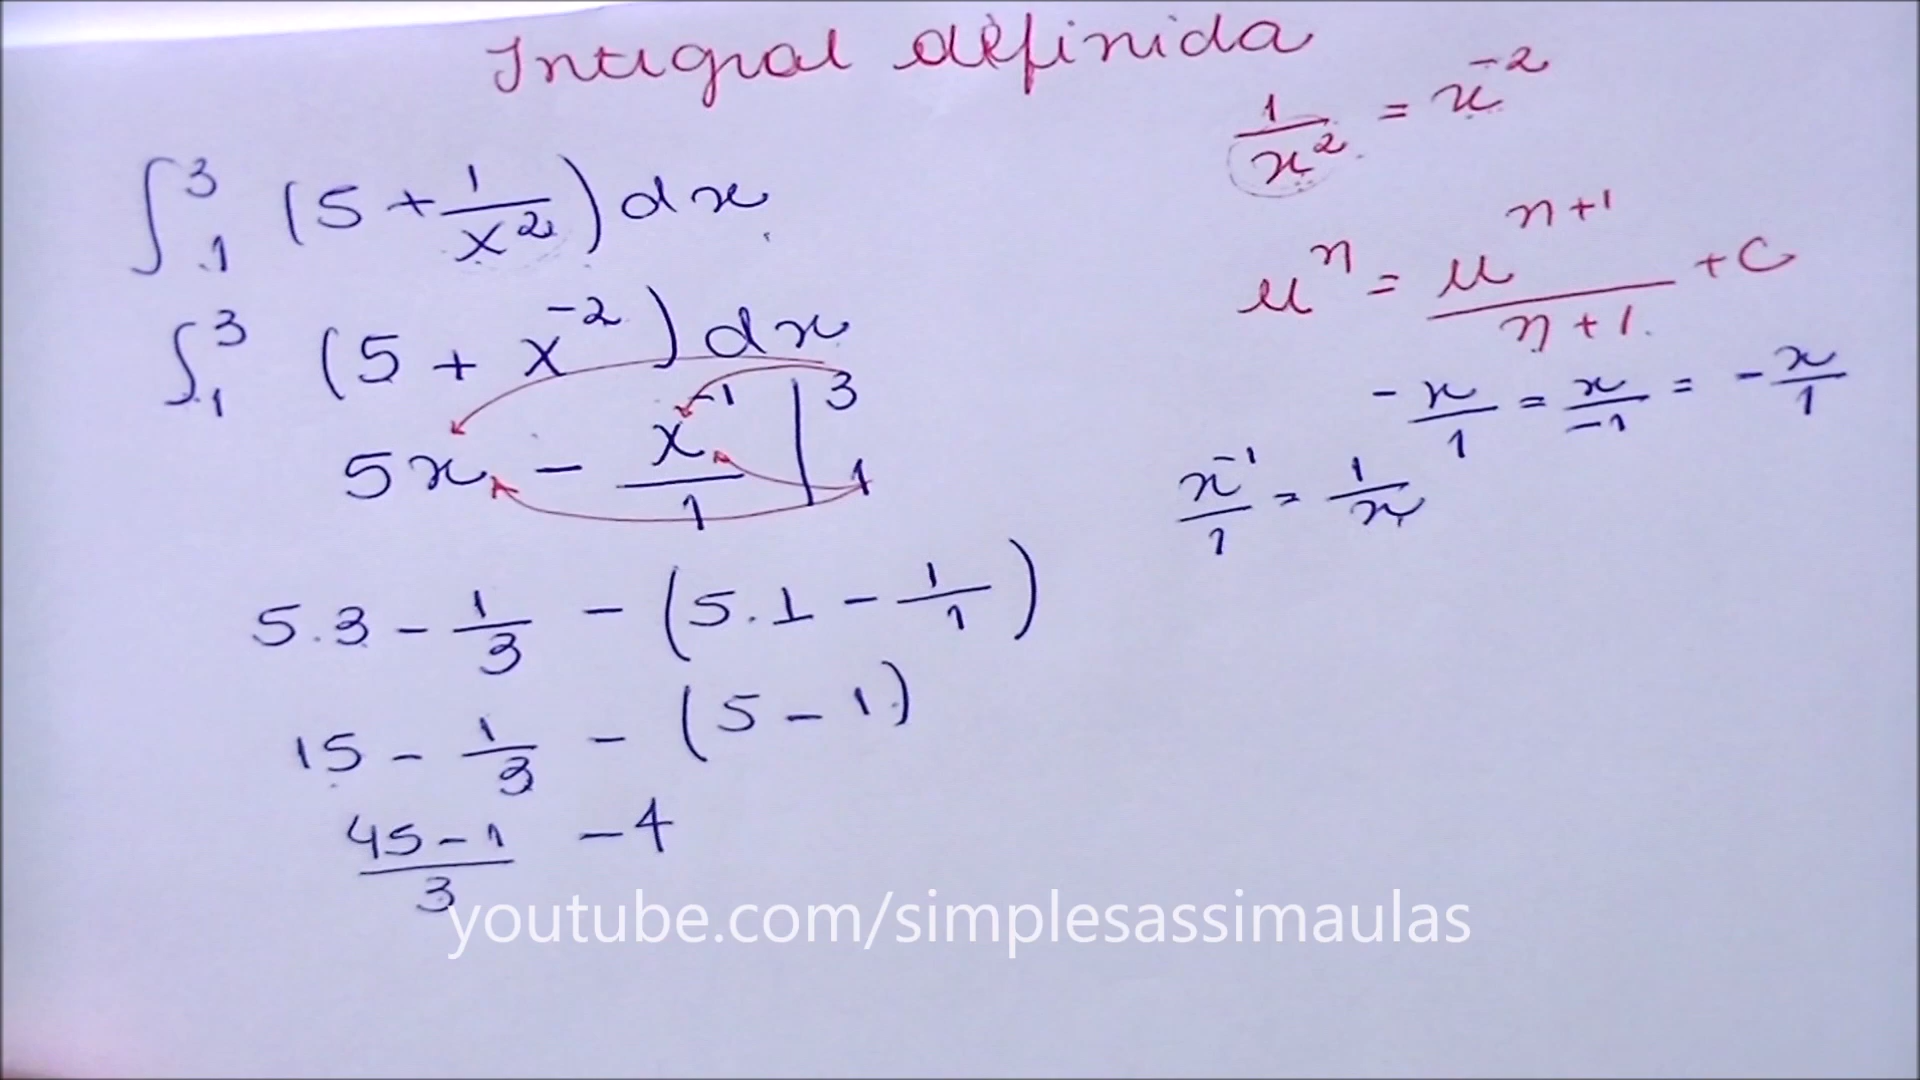 Integral definida
1/x² = x⁻²
∫₁³ (5 + 1/x²) dx
uⁿ = uⁿ⁺¹/n+1 + C
∫₁³ (5 + x⁻²) dx
-x/1 = x/-1 = -x/1
5x - x⁻¹/1 |₁³
x⁻¹/1 = 1/x
5.3 - 1/3 - (5.1 - 1/1)
15 - 1/3 - (5 - 1)
45-1/3 - 4
youtube.com/simplesassimaulas